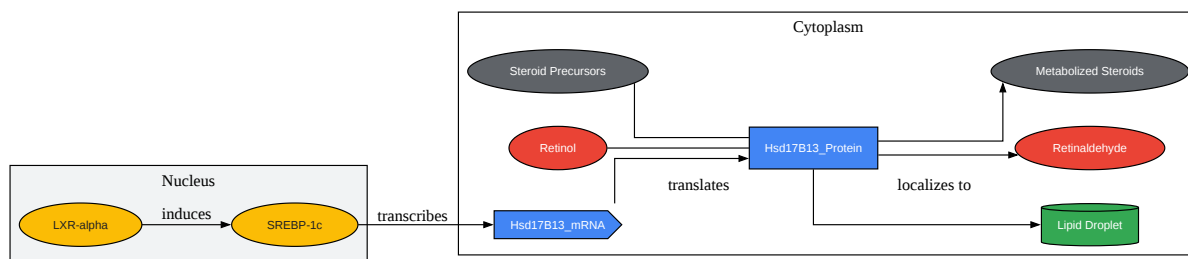 Cytoplasm
Steroid Precursors
Metabolized Steroids
Retinol
Hsd17B13_Protein
Retinaldehyde
translates
localizes to
Nucleus
LXR-alpha
induces
SREBP-1c
transcribes
Hsd17B13_mRNA
Lipid Droplet